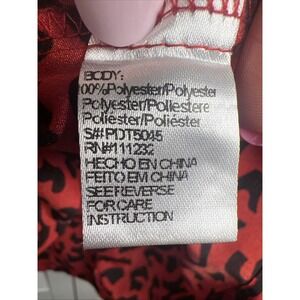 BODY:
100%Polyester/Polyester
Polyester/Poliestere
Poliester/Poliéster
S/# PDT5045
RN#111232
HECHO EN CHINA
FEITO EM CHINA
SEE REVERSE
FOR CARE
INSTRUCTION